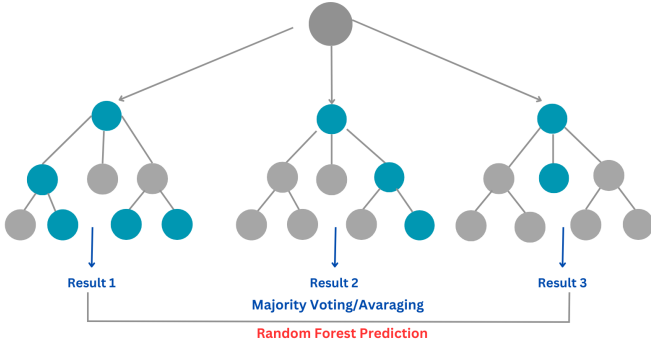 Result 1
Result 2
Result 3
Majority Voting/Avaraging
Random Forest Prediction